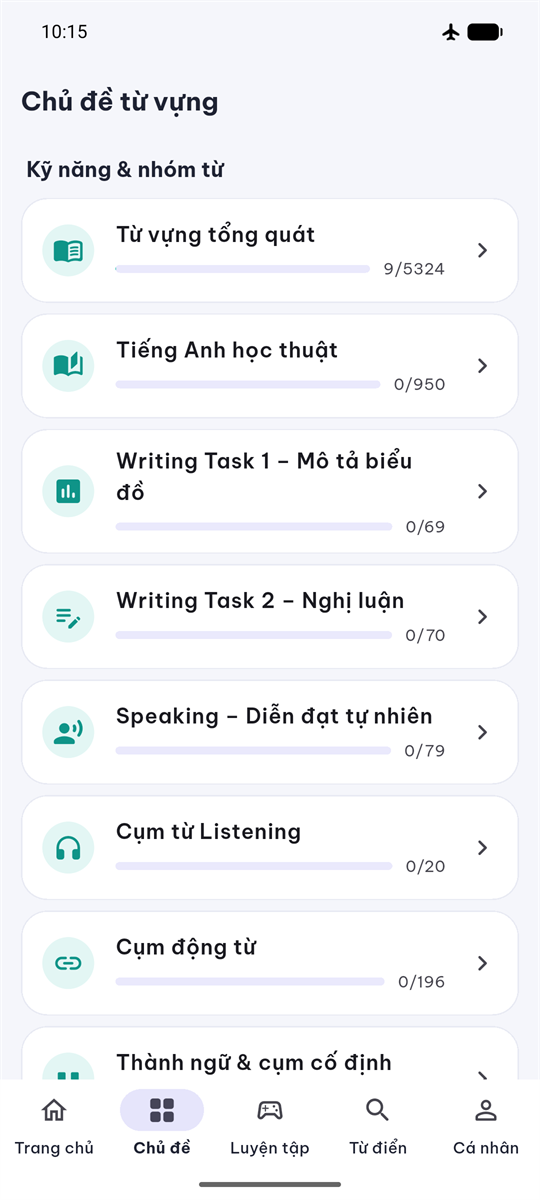 10:15
Chủ đề từ vựng
Kỹ năng & nhóm từ
Từ vựng tổng quát
9/5324
Tiếng Anh học thuật
0/950
Writing Task 1 – Mô tả biểu
đồ
0/69
Writing Task 2 – Nghị luận
0/70
Speaking – Diễn đạt tự nhiên
0/79
Cụm từ Listening
0/20
Cụm động từ
0/196
Thành ngữ & cụm cố định
Trang chủ
Chủ đề
Luyện tập
Từ điển
Cá nhân